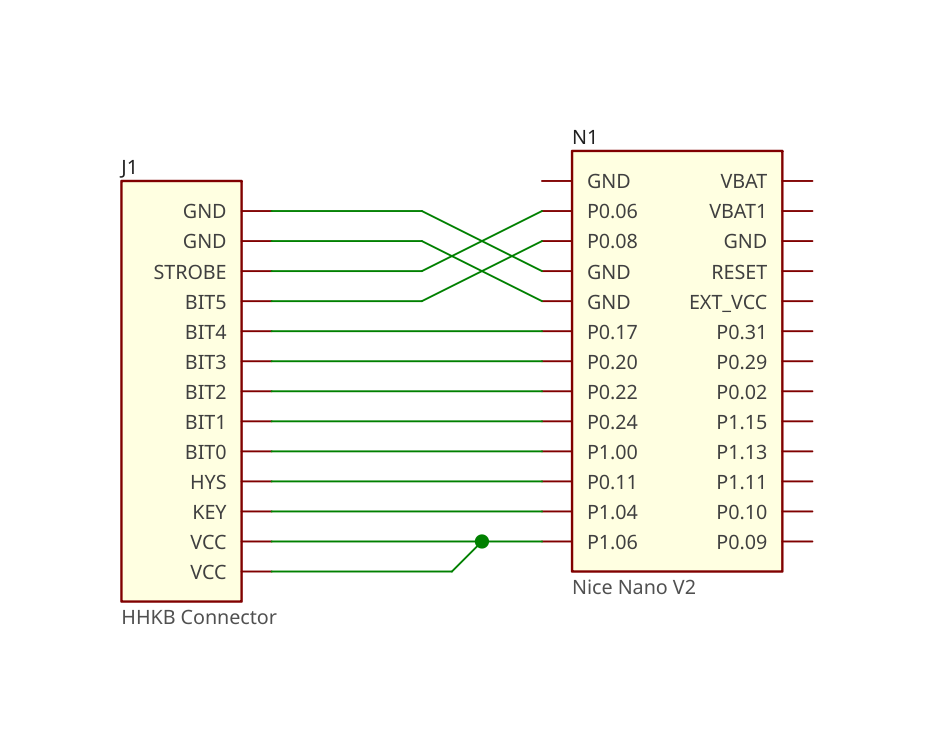 J1
GND
GND
STROBE
BIT5
BIT4
BIT3
BIT2
BIT1
BIT0
HYS
KEY
VCC
VCC
HHKB Connector
N1
GND VBAT
P0.06 VBAT1
P0.08 GND
GND RESET
GND EXT_VCC
P0.17 P0.31
P0.20 P0.29
P0.22 P0.02
P0.24 P1.15
P1.00 P1.13
P0.11 P1.11
P1.04 P0.10
P1.06 P0.09
Nice Nano V2